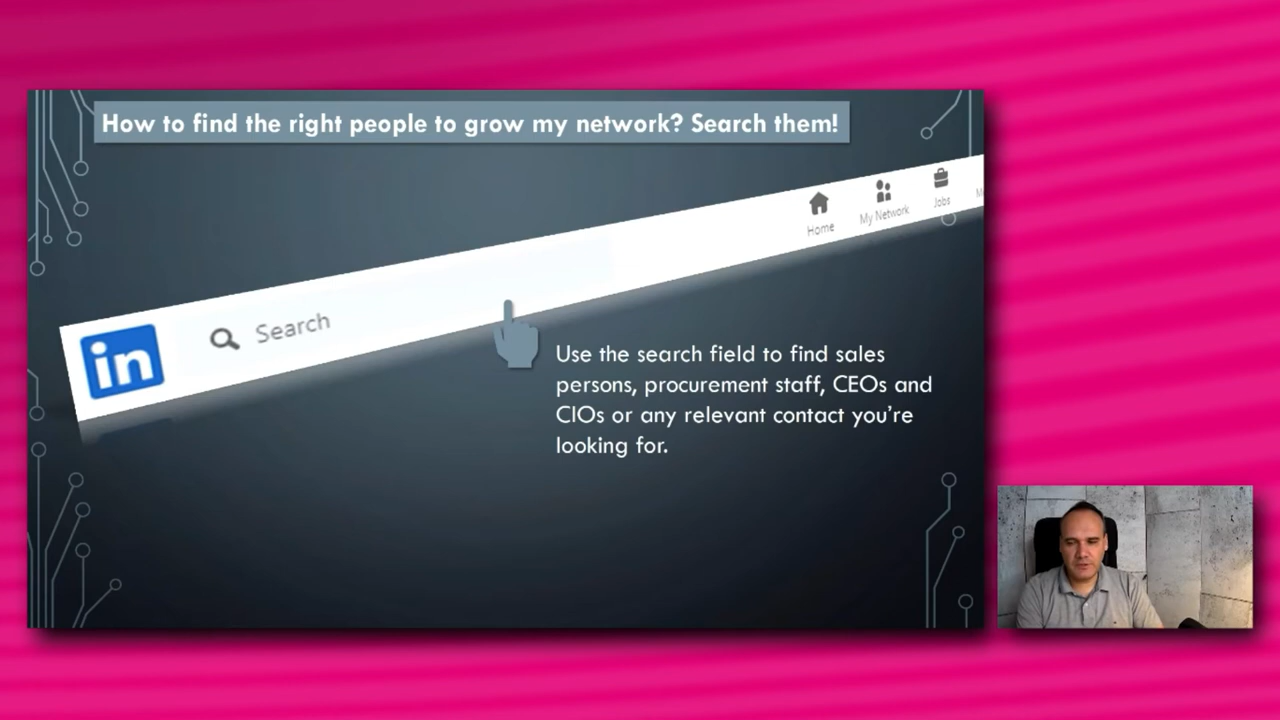 How to find the right people to grow my network? Search them!
in
Search
Home
My Network
Jobs
Use the search field to find sales
persons, procurement staff, CEOs and
CIOs or any relevant contact you're
looking for.